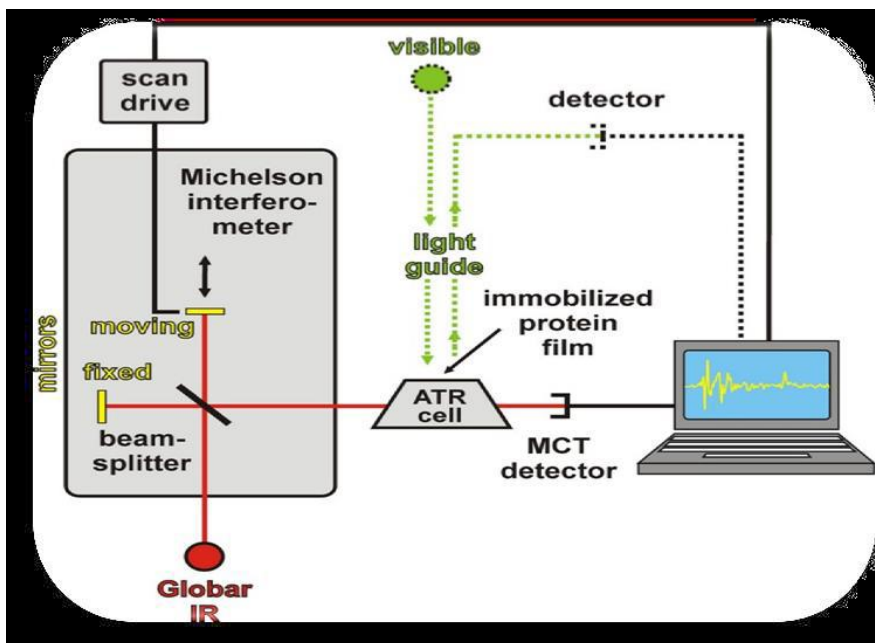 visible
scan
drive
detector
Michelson
interfero-
meter
light
guide
immobilized
protein
film
moving
mirrors
fixed
ATR
cell
beam-
splitter
MCT
detector
Globar
IR